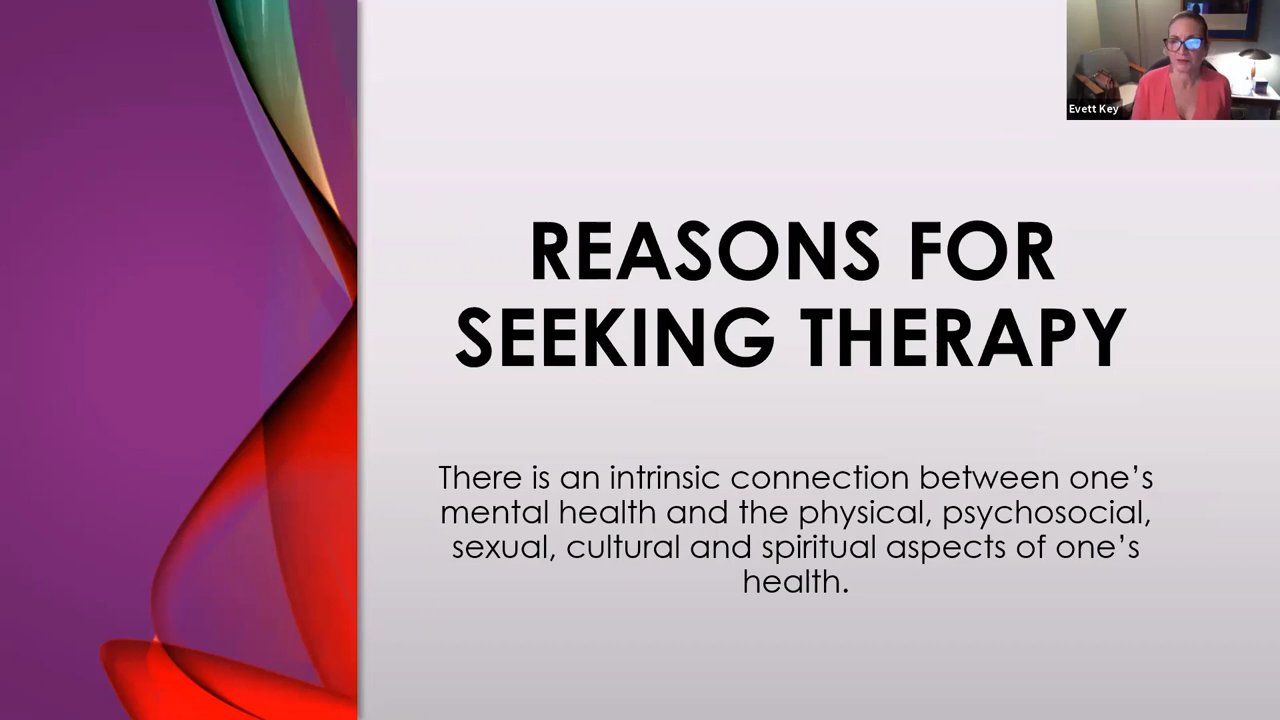 Evett Key
REASONS FOR
SEEKING THERAPY
There is an intrinsic connection between one’s
mental health and the physical, psychosocial,
sexual, cultural and spiritual aspects of one’s
health.